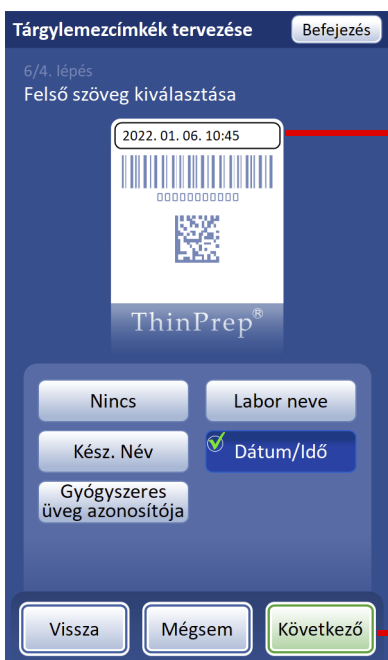 Tárgylemezcímkék tervezése
Befejezés
6/4. lépés
Felső szöveg kiválasztása
2022. 01. 06. 10:45
00000000000
ThinPrep®
Nincs
Labor neve
Kész. Név
Dátum/Idő
Gyógyszeres
üveg azonosítója
Vissza
Mégsem
Következő